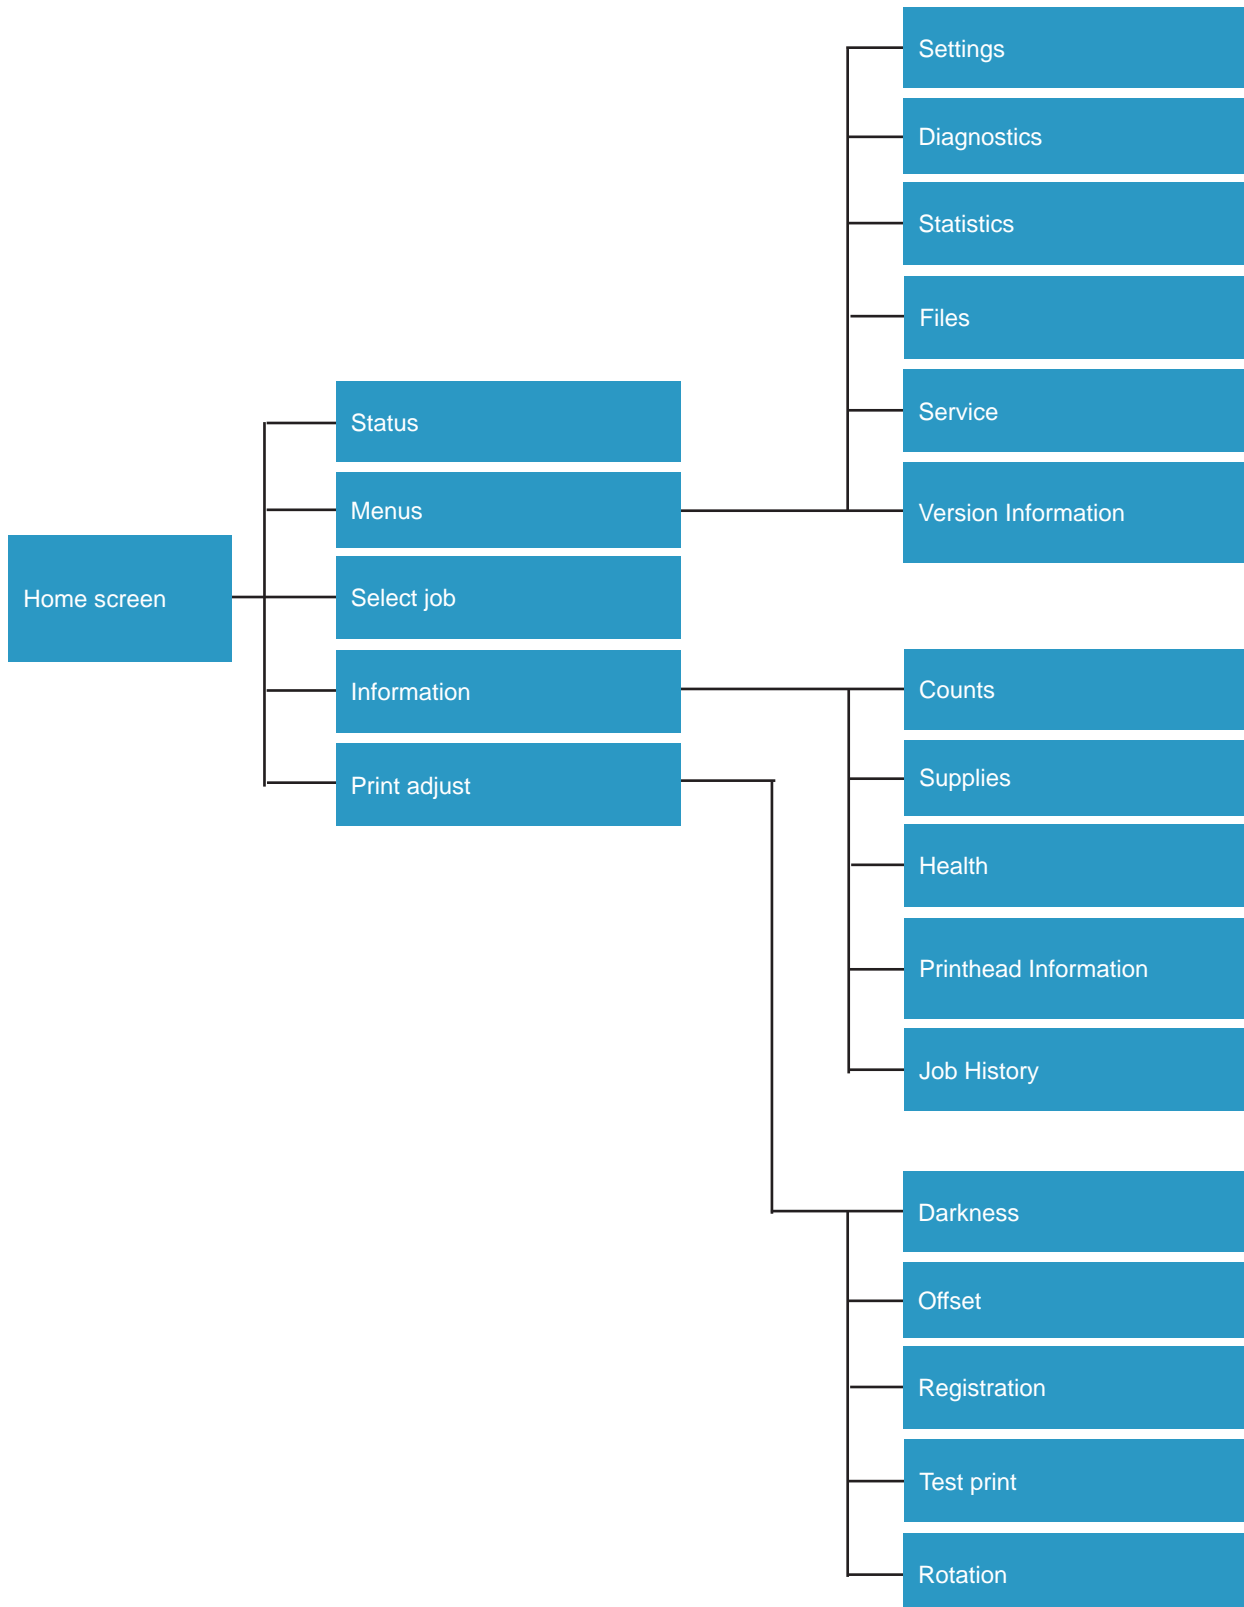 Home screen
Status
Menus
Select job
Information
Print adjust
Settings
Diagnostics
Statistics
Files
Service
Version Information
Counts
Supplies
Health
Printhead Information
Job History
Darkness
Offset
Registration
Test print
Rotation